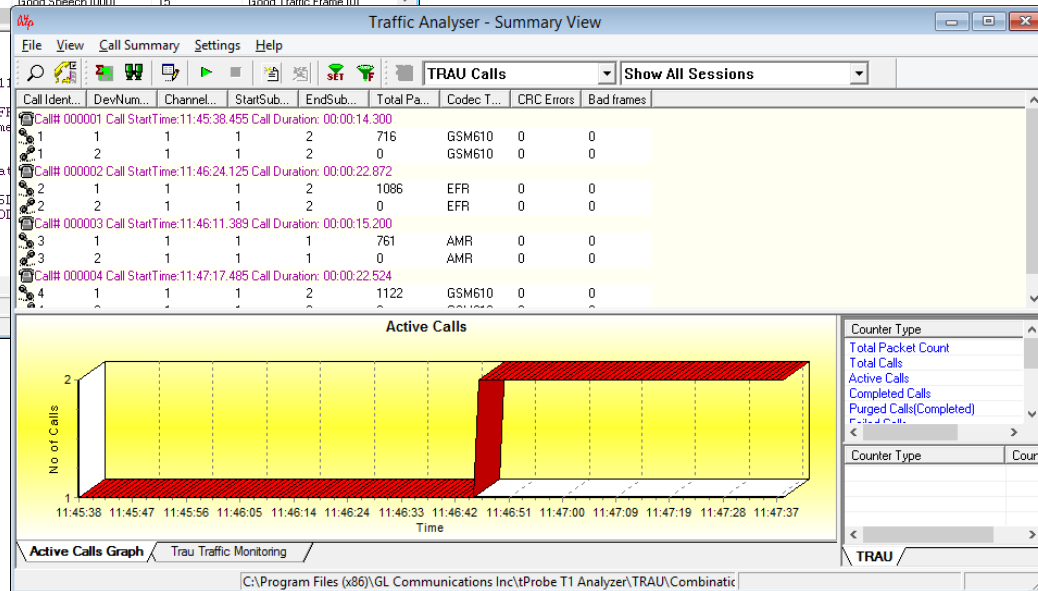 Good Speech [000] 15 Good Traffic Frame [0]
Traffic Analyser - Summary View
File View Call Summary Settings Help
SET TRAU Calls Show All Sessions
Call Ident... DevNum... Channel... StartSub... EndSub... Total Pa... Codec T... CRC Errors Bad frames
Call# 000001 Call StartTime:11:45:38.455 Call Duration: 00:00:14.300
1 1 1 1 2 716 GSM610 0 0
1 2 1 1 2 0 GSM610 0 0
Call# 000002 Call StartTime:11:46:24.125 Call Duration: 00:00:22.872
2 1 1 1 2 1086 EFR 0 0
2 2 1 1 2 0 EFR 0 0
Call# 000003 Call StartTime:11:46:11.389 Call Duration: 00:00:15.200
3 1 1 1 1 761 AMR 0 0
3 2 1 1 1 0 AMR 0 0
Call# 000004 Call StartTime:11:47:17.485 Call Duration: 00:00:22.524
4 1 1 1 2 1122 GSM610 0 0
Active Calls
2
No of Calls
1
11:45:38 11:45:47 11:45:56 11:46:05 11:46:14 11:46:24 11:46:33 11:46:42 11:46:51 11:47:00 11:47:09 11:47:19 11:47:28 11:47:37
Time
Active Calls Graph Trau Traffic Monitoring
Counter Type
Total Packet Count
Total Calls
Active Calls
Completed Calls
Purged Calls(Completed)
Failed Calls
Counter Type Coun
TRAU
C:\Program Files (x86)\GL Communications Inc\tProbe T1 Analyzer\TRAU\Combinatic